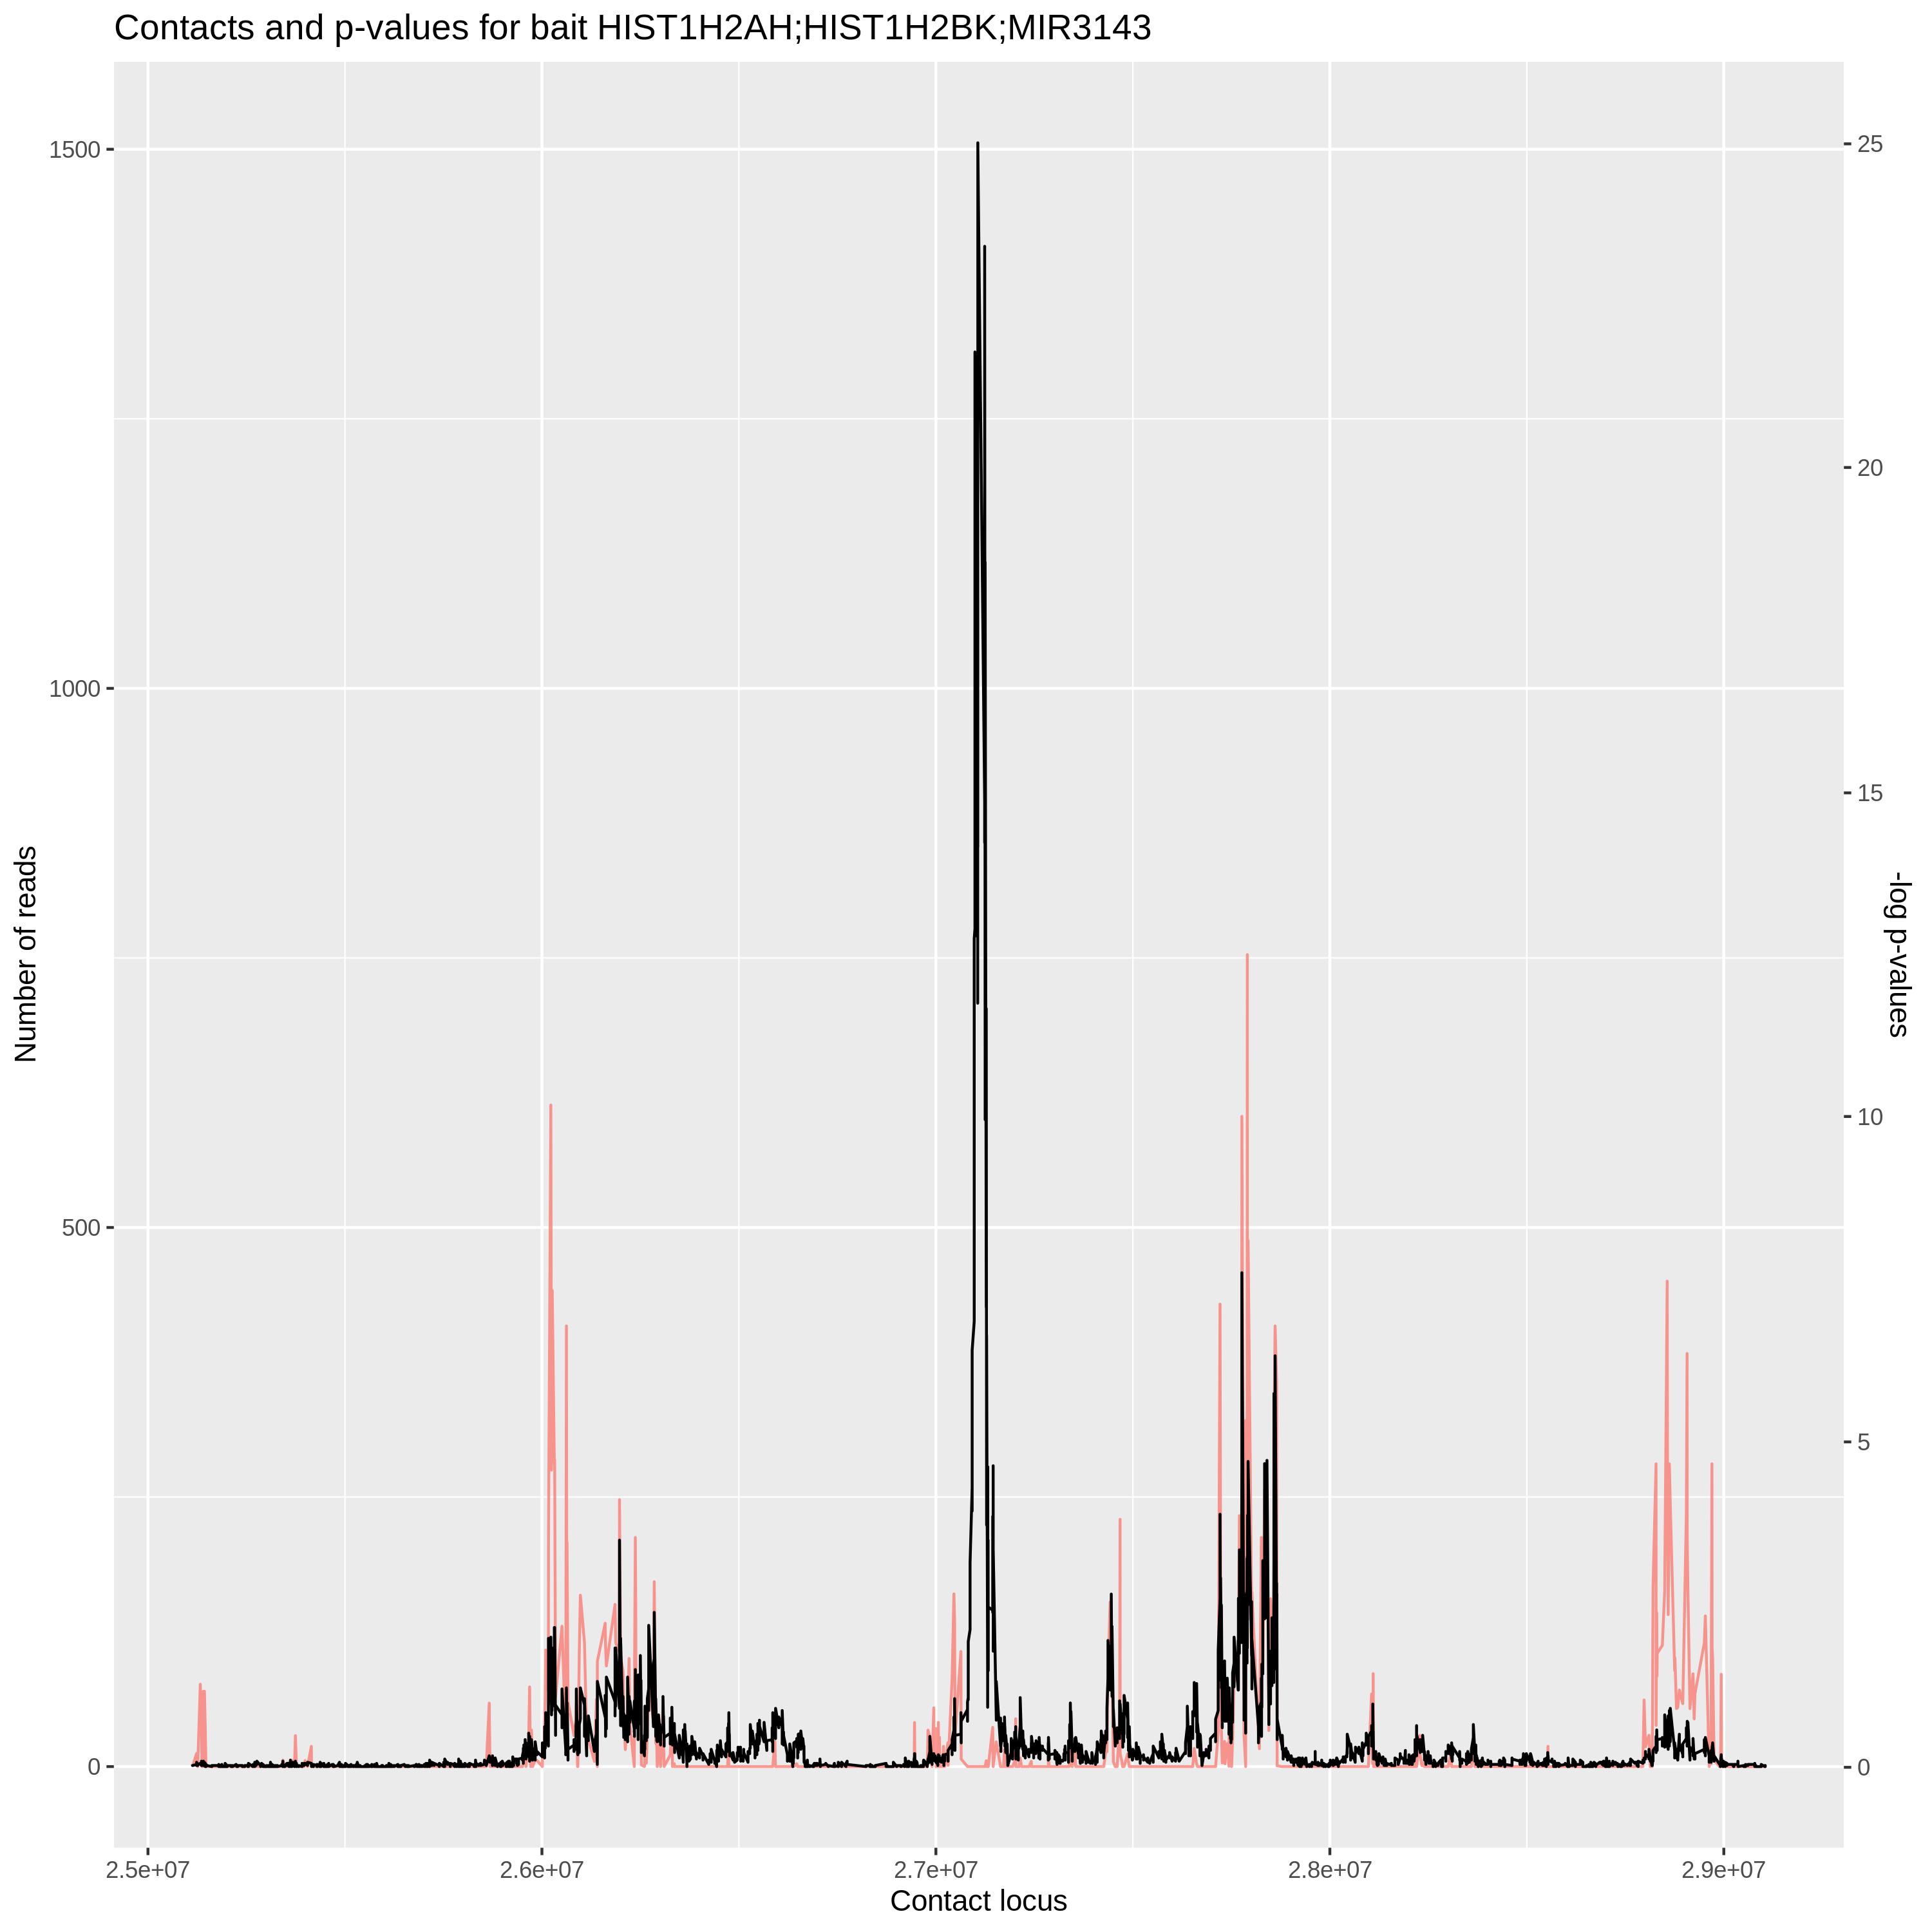 Contacts and p-values for bait HIST1H2AH;HIST1H2BK;MIR3143
1500
1000
500
0
Number of reads
25
20
15
10
5
0
-log p-values
2.5e+07
2.6e+07
2.7e+07
2.8e+07
2.9e+07
Contact locus